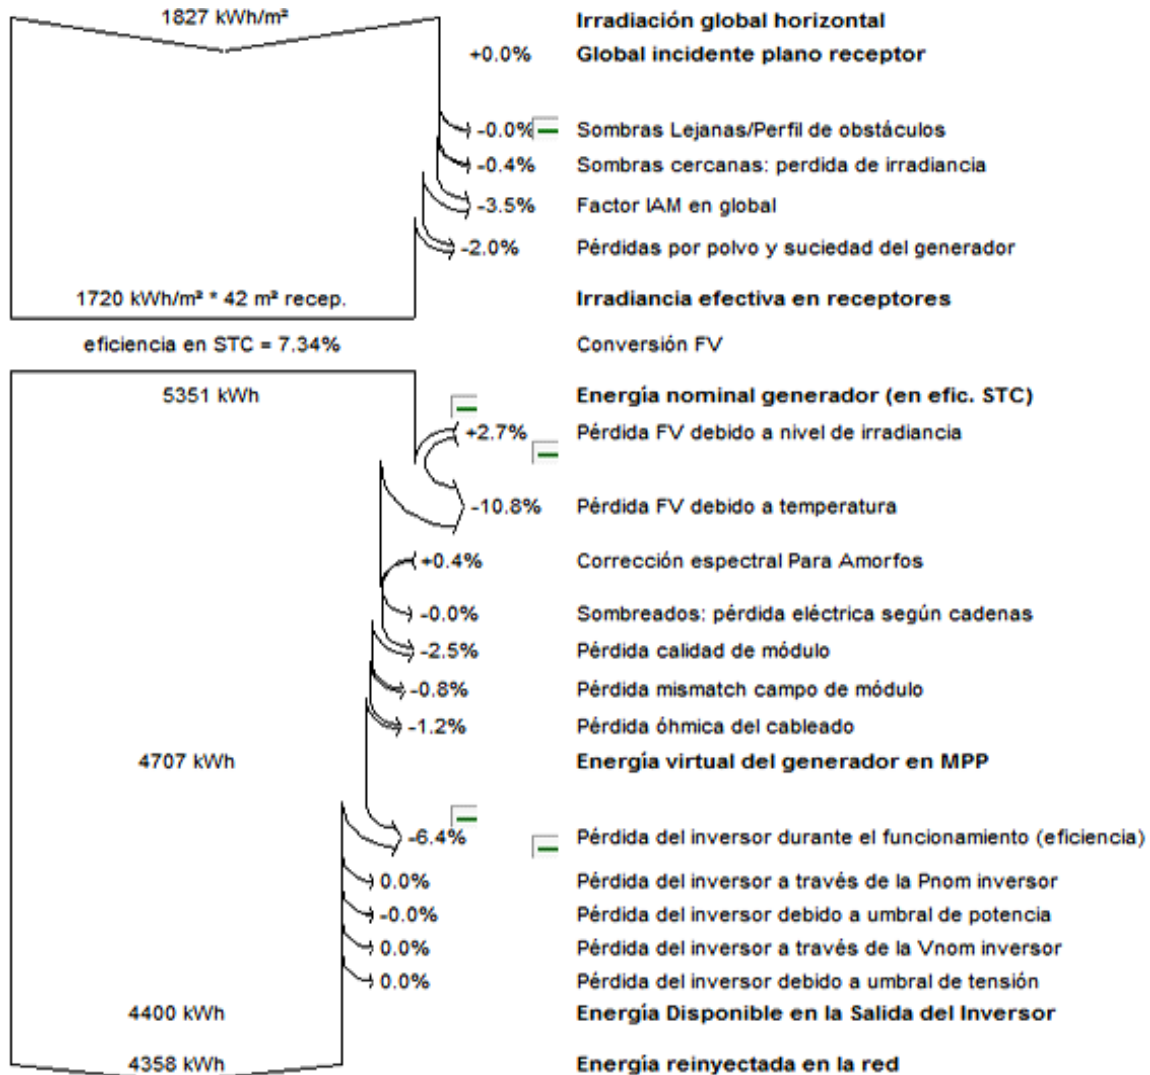 1827 kWh/m² Irradiación global horizontal
+0.0% Global incidente plano receptor
-0.0% Sombras Lejanas/Perfil de obstáculos
-0.4% Sombras cercanas: perdida de irradiancia
-3.5% Factor IAM en global
-2.0% Pérdidas por polvo y suciedad del generador
1720 kWh/m² * 42 m² recep. Irradiancia efectiva en receptores
eficiencia en STC = 7.34% Conversión FV
5351 kWh Energía nominal generador (en efic. STC)
+2.7% Pérdida FV debido a nivel de irradiancia
-10.8% Pérdida FV debido a temperatura
+0.4% Corrección espectral Para Amorfos
-0.0% Sombreados: pérdida eléctrica según cadenas
-2.5% Pérdida calidad de módulo
-0.8% Pérdida mismatch campo de módulo
-1.2% Pérdida óhmica del cableado
4707 kWh Energía virtual del generador en MPP
-6.4% Pérdida del inversor durante el funcionamiento (eficiencia)
0.0% Pérdida del inversor a través de la Pnom inversor
-0.0% Pérdida del inversor debido a umbral de potencia
0.0% Pérdida del inversor a través de la Vnom inversor
0.0% Pérdida del inversor debido a umbral de tensión
4400 kWh Energía Disponible en la Salida del Inversor
4358 kWh Energía reinyectada en la red